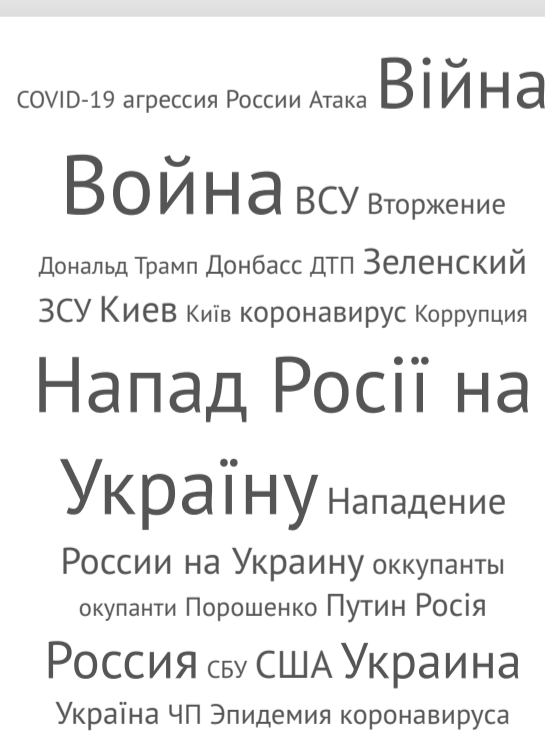 COVID-19 агрессия России Атака Війна
Война ВСУ Вторжение
Дональд Трамп Донбасс ДТП Зеленский
ЗСУ Киев Київ коронавирус Коррупция
Напад Росії на
Україну Нападение
России на Украину оккупанты
окупанти Порошенко Путин Росія
Россия СБУ США Украина
Україна ЧП Эпидемия коронавируса